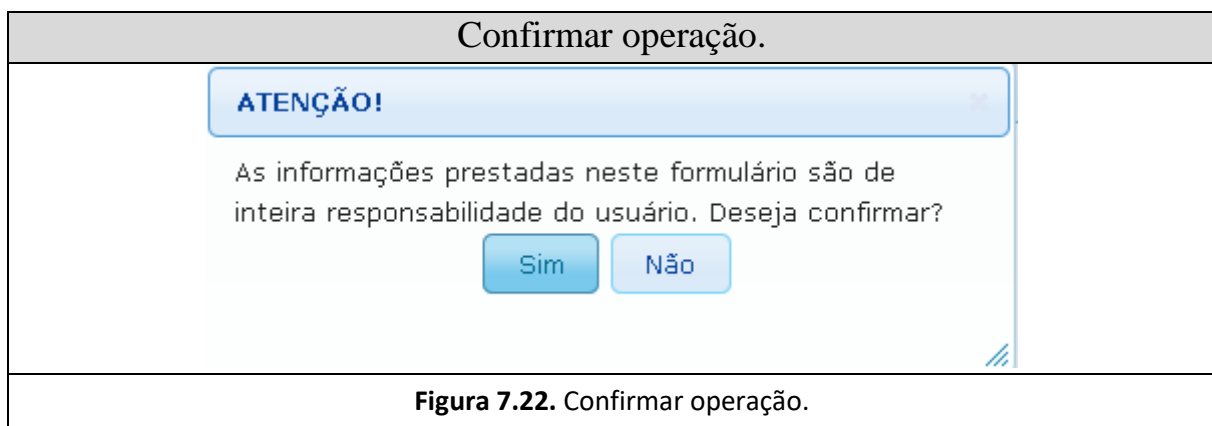 Confirmar operação.
ATENÇÃO!
As informações prestadas neste formulário são de
inteira responsabilidade do usuário. Deseja confirmar?
Sim Não
Figura 7.22. Confirmar operação.